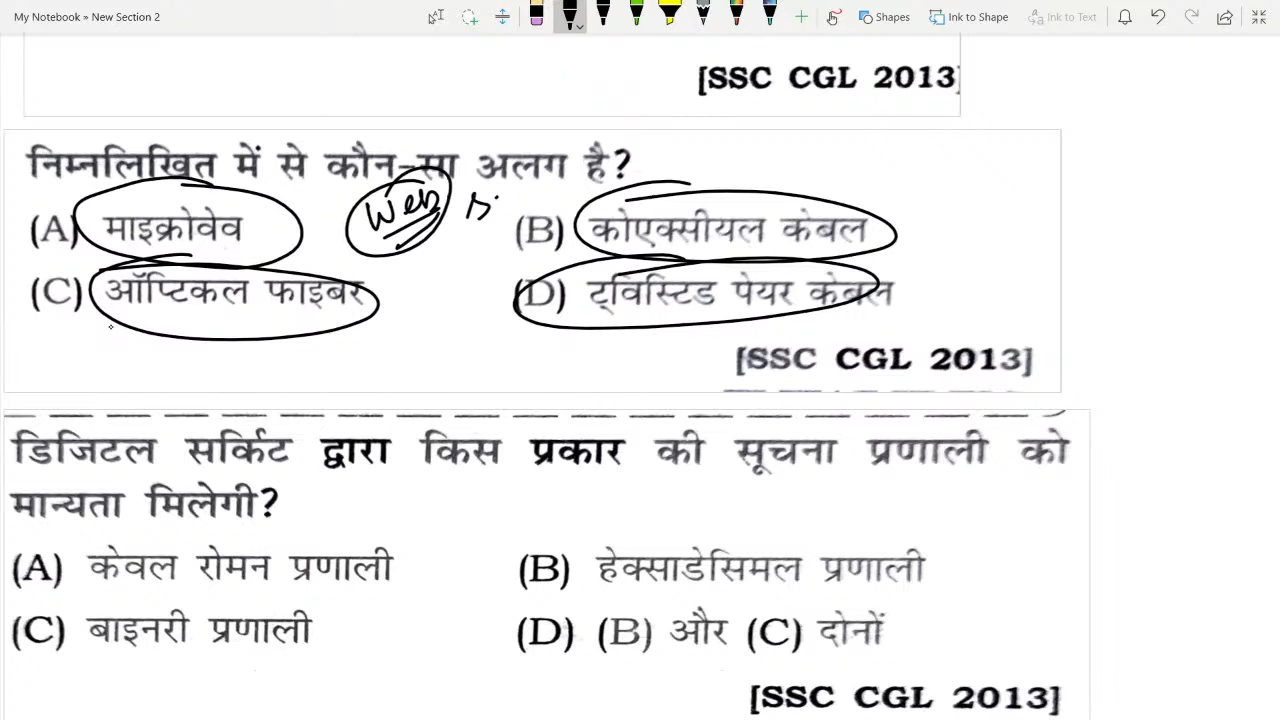 My Notebook » New Section 2
Shapes Ink to Shape Ink to Text
[SSC CGL 2013]
निम्नलिखित में से कौन-सा अलग है?
(A) माइक्रोवेव Web (B) कोएक्सीयल केबल
(C) ऑप्टिकल फाइबर (D) ट्विस्टिड पेयर केबल
[SSC CGL 2013]
डिजिटल सर्किट द्वारा किस प्रकार की सूचना प्रणाली को
मान्यता मिलेगी?
(A) केवल रोमन प्रणाली (B) हेक्साडेसिमल प्रणाली
(C) बाइनरी प्रणाली (D) (B) और (C) दोनों
[SSC CGL 2013]